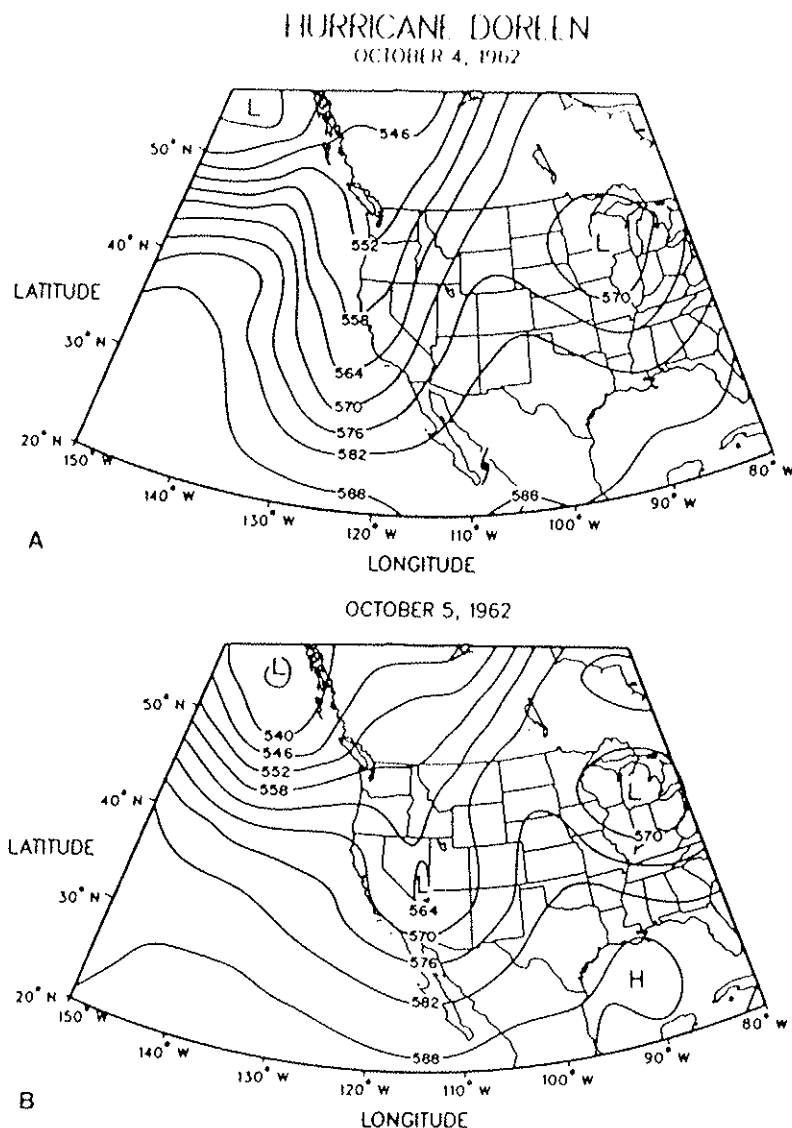 HURRICANE DOREEN
OCTOBER 4, 1962
L
50° N
546
40° N
552
L
LATITUDE
570
558
30° N
564
570
576
20° N
582
150° W
588
586
80° W
140° W
90° W
130° W
100° W
120° W
110° W
A
LONGITUDE
OCTOBER 5, 1962
L
50° N
540
546
552
558
L
40° N
570
LATITUDE
L
30° N
564
570
576
H
582
20° N
150° W
588
80° W
140° W
90° W
130° W
100° W
120° W
110° W
B
LONGITUDE